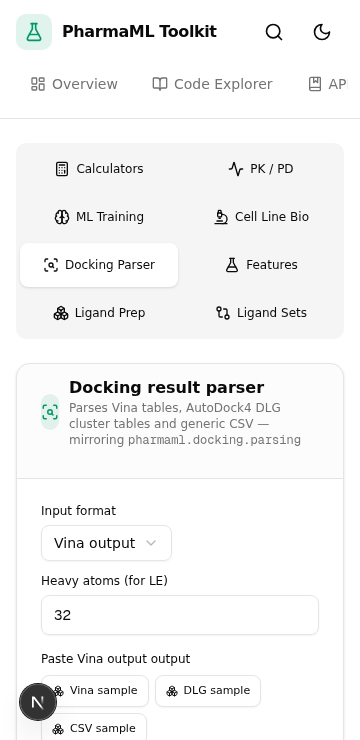 PharmaML Toolkit
Overview
Code Explorer
AP
Calculators
PK / PD
ML Training
Cell Line Bio
Docking Parser
Features
Ligand Prep
Ligand Sets
Docking result parser
Parses Vina tables, AutoDock4 DLG
cluster tables and generic CSV —
mirroring pharmaml.docking.parsing
Input format
Vina output
Heavy atoms (for LE)
32
Paste Vina output output
Vina sample
DLG sample
CSV sample
N